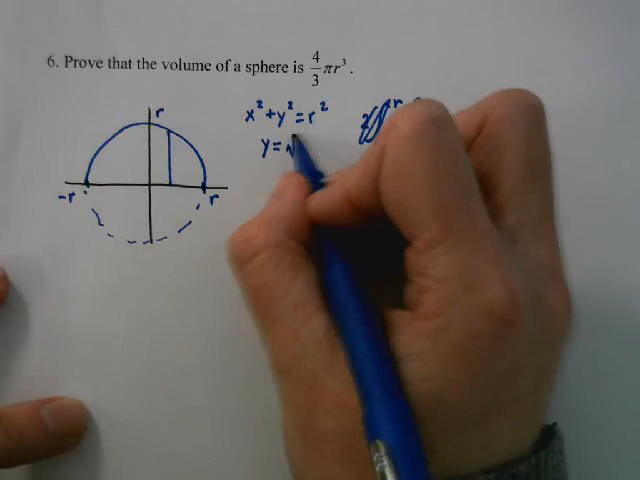 6. Prove that the volume of a sphere is 4/3 πr³.
r
x² + y² = r²
y = √
-r
r